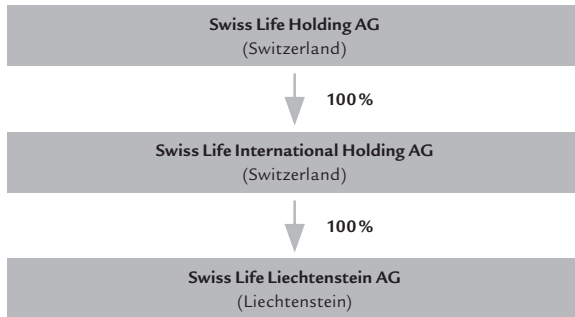 Swiss Life Holding AG
(Switzerland)
100%
Swiss Life International Holding AG
(Switzerland)
100%
Swiss Life Liechtenstein AG
(Liechtenstein)